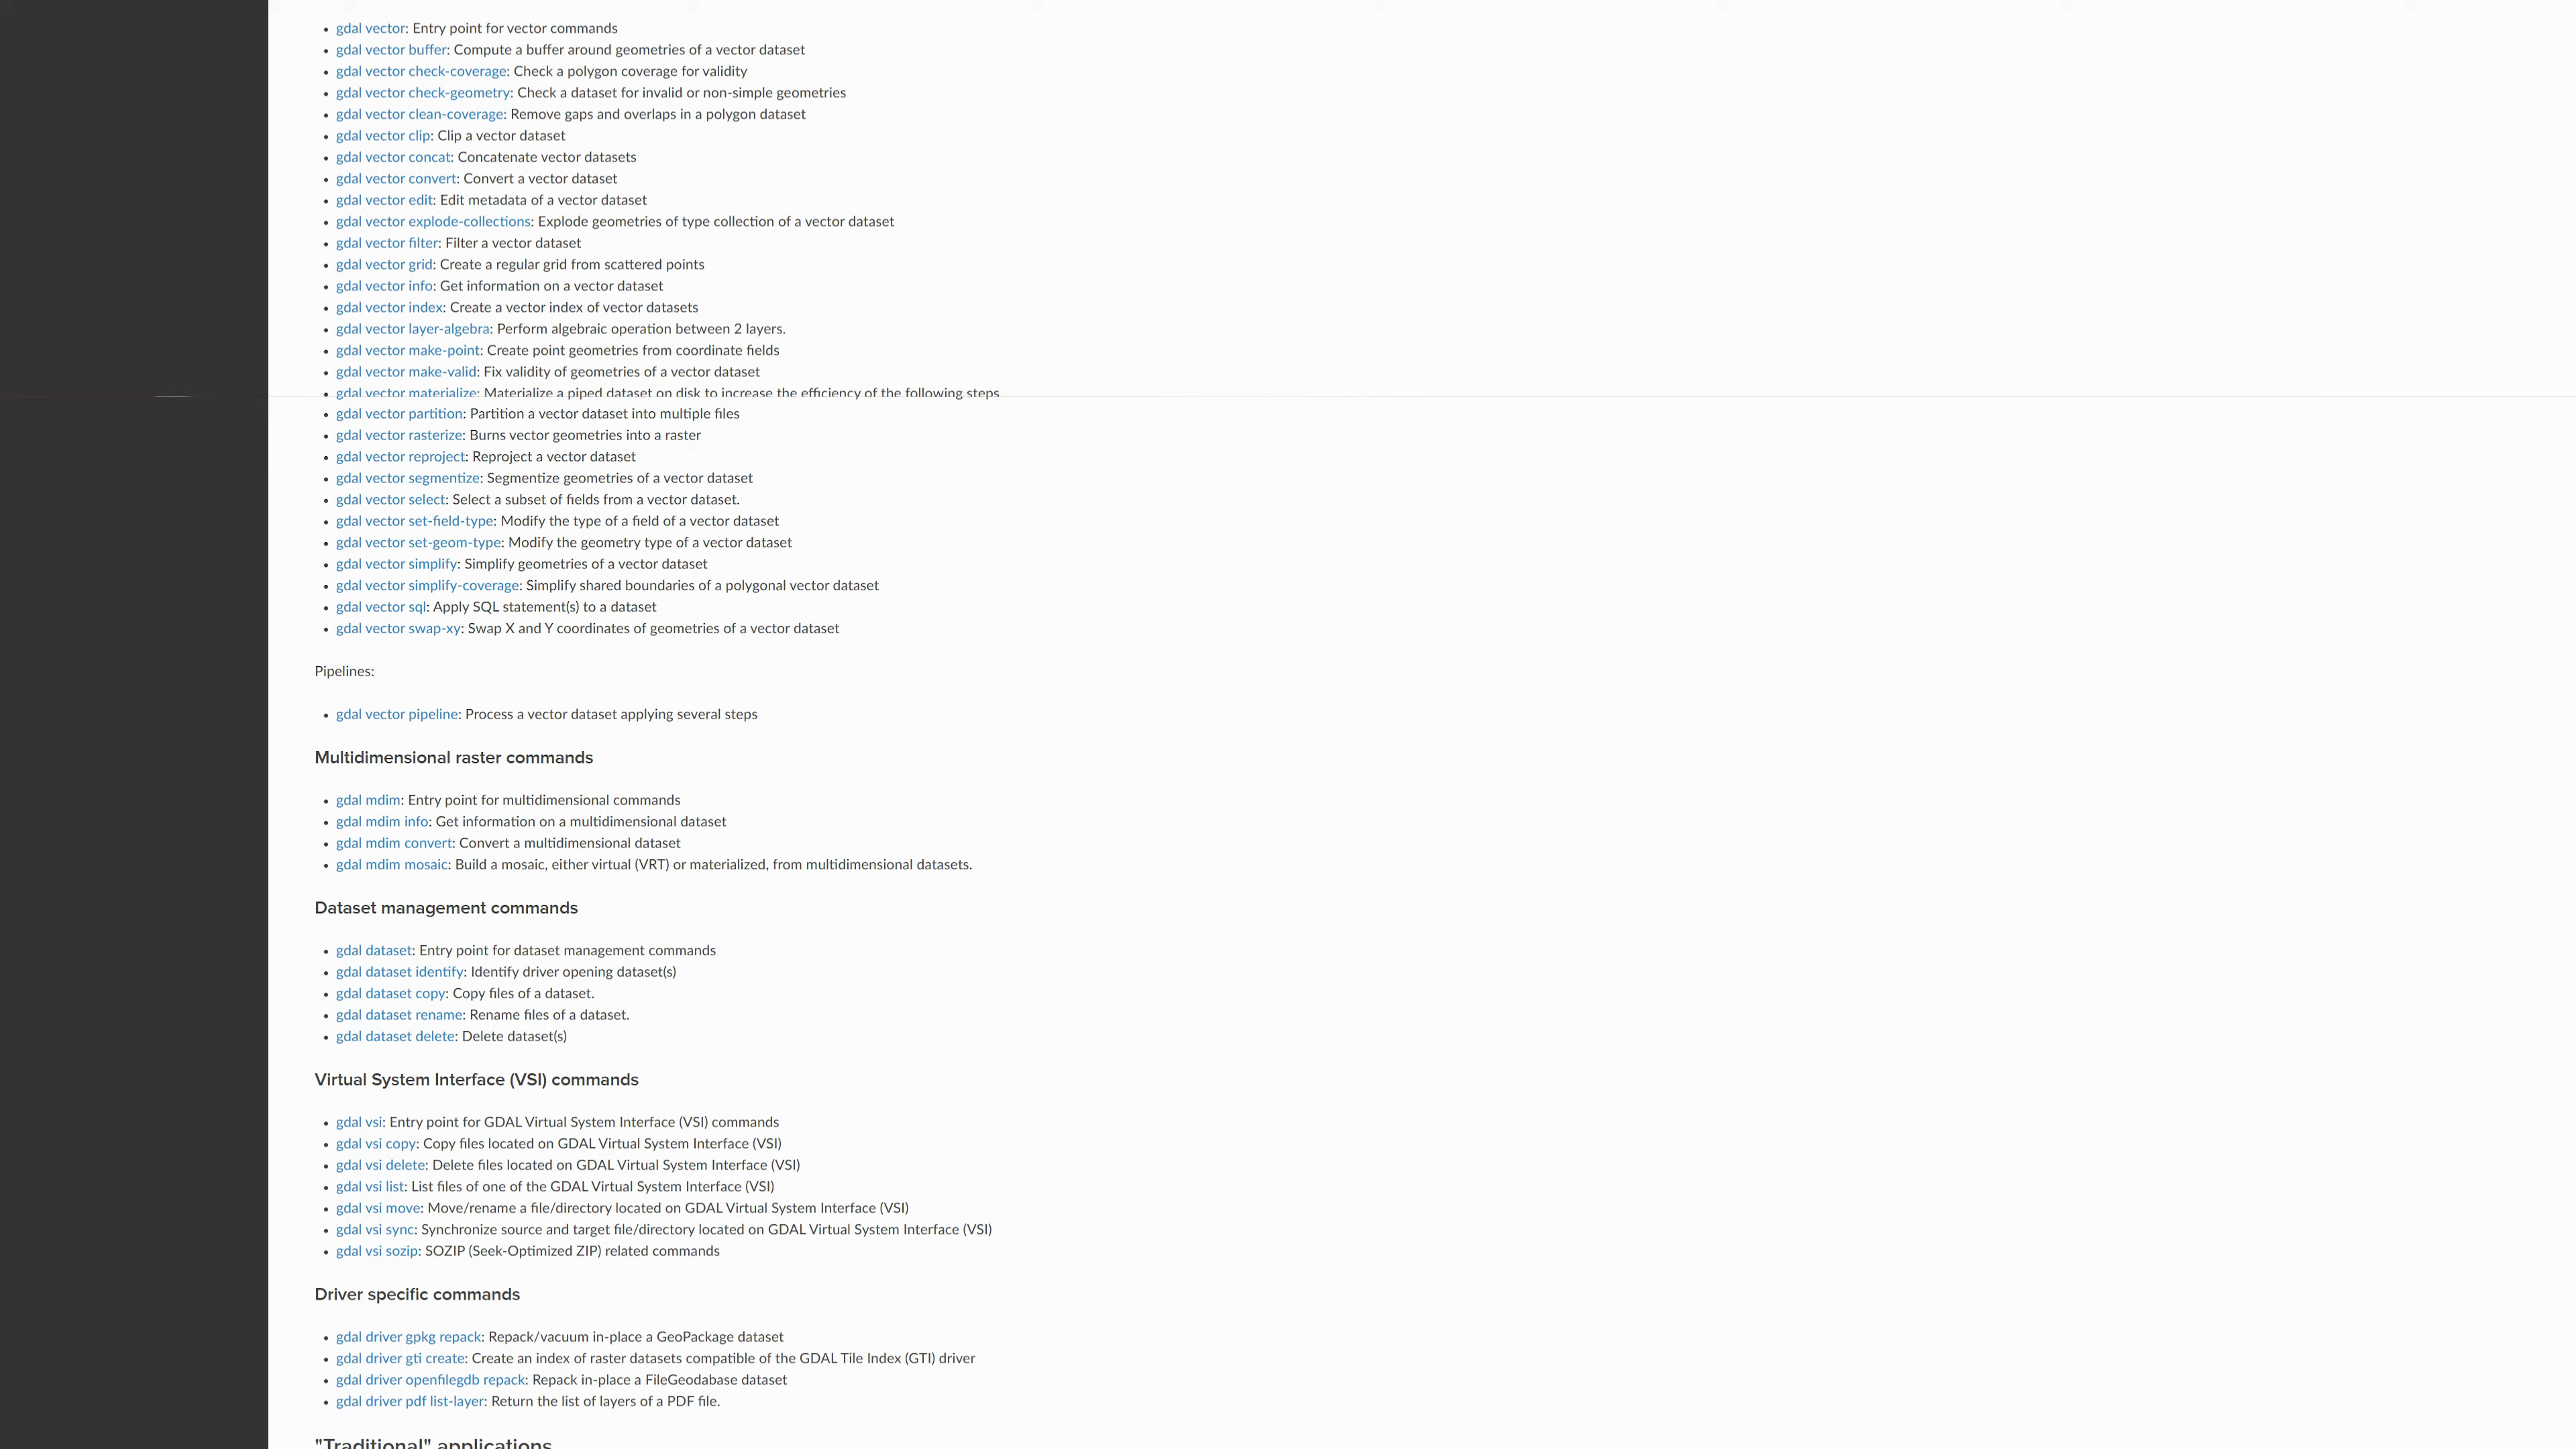 gdal vector: Entry point for vector commands
gdal vector buffer: Compute a buffer around geometries of a vector dataset
gdal vector check-coverage: Check a polygon coverage for validity
gdal vector check-geometry: Check a dataset for invalid or non-simple geometries
gdal vector clean-coverage: Remove gaps and overlaps in a polygon dataset
gdal vector clip: Clip a vector dataset
gdal vector concat: Concatenate vector datasets
gdal vector convert: Convert a vector dataset
gdal vector edit: Edit metadata of a vector dataset
gdal vector explode-collections: Explode geometries of type collection of a vector dataset
gdal vector filter: Filter a vector dataset
gdal vector grid: Create a regular grid from scattered points
gdal vector info: Get information on a vector dataset
gdal vector index: Create a vector index of vector datasets
gdal vector layer-algebra: Perform algebraic operation between 2 layers.
gdal vector make-point: Create point geometries from coordinate fields
gdal vector make-valid: Fix validity of geometries of a vector dataset
gdal vector materialize: Materialize a piped dataset on disk to increase the efficiency of the following steps
gdal vector partition: Partition a vector dataset into multiple files
gdal vector rasterize: Burns vector geometries into a raster
gdal vector reproject: Reproject a vector dataset
gdal vector segmentize: Segmentize geometries of a vector dataset
gdal vector select: Select a subset of fields from a vector dataset.
gdal vector set-field-type: Modify the type of a field of a vector dataset
gdal vector set-geom-type: Modify the geometry type of a vector dataset
gdal vector simplify: Simplify geometries of a vector dataset
gdal vector simplify-coverage: Simplify shared boundaries of a polygonal vector dataset
gdal vector sql: Apply SQL statement(s) to a dataset
gdal vector swap-xy: Swap X and Y coordinates of geometries of a vector dataset
Pipelines:
gdal vector pipeline: Process a vector dataset applying several steps
Multidimensional raster commands
gdal mdim: Entry point for multidimensional commands
gdal mdim info: Get information on a multidimensional dataset
gdal mdim convert: Convert a multidimensional dataset
gdal mdim mosaic: Build a mosaic, either virtual (VRT) or materialized, from multidimensional datasets.
Dataset management commands
gdal dataset: Entry point for dataset management commands
gdal dataset identify: Identify driver opening dataset(s)
gdal dataset copy: Copy files of a dataset.
gdal dataset rename: Rename files of a dataset.
gdal dataset delete: Delete dataset(s)
Virtual System Interface (VSI) commands
gdal vsi: Entry point for GDAL Virtual System Interface (VSI) commands
gdal vsi copy: Copy files located on GDAL Virtual System Interface (VSI)
gdal vsi delete: Delete files located on GDAL Virtual System Interface (VSI)
gdal vsi list: List files of one of the GDAL Virtual System Interface (VSI)
gdal vsi move: Move/rename a file/directory located on GDAL Virtual System Interface (VSI)
gdal vsi sync: Synchronize source and target file/directory located on GDAL Virtual System Interface (VSI)
gdal vsi sozip: SOZIP (Seek-Optimized ZIP) related commands
Driver specific commands
gdal driver gpkg repack: Repack/vacuum in-place a GeoPackage dataset
gdal driver gti create: Create an index of raster datasets compatible of the GDAL Tile Index (GTI) driver
gdal driver openfilegdb repack: Repack in-place a FileGeodabase dataset
gdal driver pdf list-layer: Return the list of layers of a PDF file.
"Traditional" applications